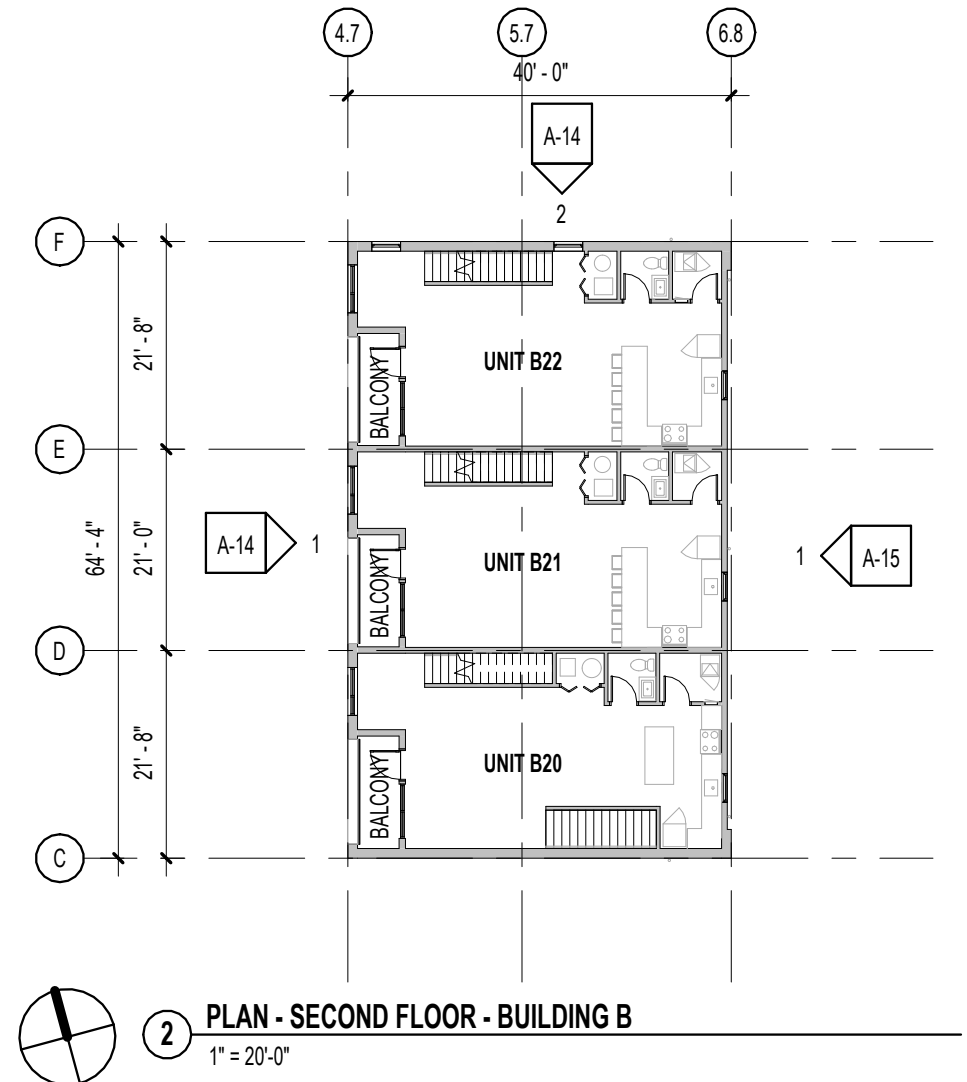 4.7
5.7
6.8
40' - 0"
A-14
2
F
21' - 8"
UNIT B22
BALCONY
E
64' - 4"
21' - 0"
A-14
1
UNIT B21
BALCONY
1
A-15
D
21' - 8"
UNIT B20
BALCONY
C
2
PLAN - SECOND FLOOR - BUILDING B
1" = 20'-0"